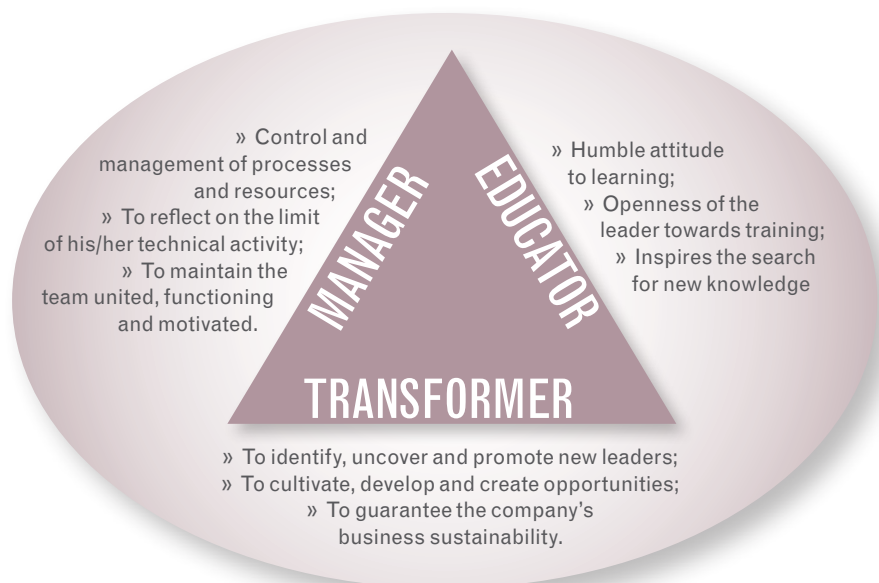 » Control and
management of processes
and resources;
» To reflect on the limit
of his/her technical activity;
» To maintain the
team united, functioning
and motivated.
MANAGER
EDUCATOR
» Humble attitude
to learning;
» Openness of the
leader towards training;
» Inspires the search
for new knowledge
TRANSFORMER
» To identify, uncover and promote new leaders;
» To cultivate, develop and create opportunities;
» To guarantee the company's
business sustainability.